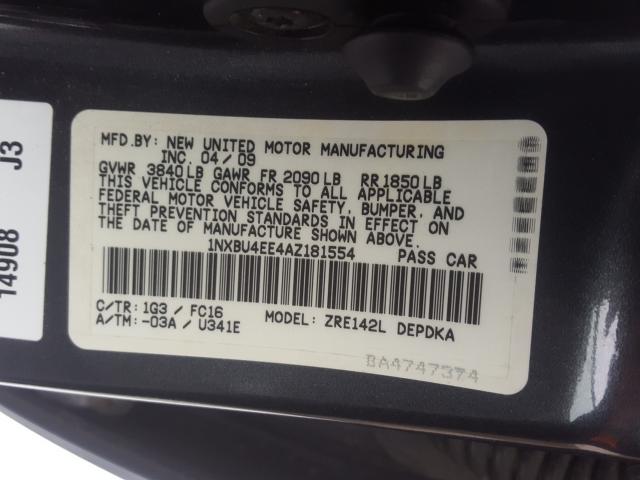 MFD.BY: NEW UNITED MOTOR MANUFACTURING
INC. 04/09
GVWR 3840LB GAWR FR 2090LB RR1850LB
THIS VEHICLE CONFORMS TO ALL APPLICABLE
FEDERAL MOTOR VEHICLE SAFETY, BUMPER, AND
THEFT PREVENTION STANDARDS IN EFFECT ON
THE DATE OF MANUFACTURE SHOWN ABOVE.
1NXBU4EE4AZ181554 PASS CAR
C/TR: 1G3 / FC16
A/TM: -03A / U341E
MODEL: ZRE142L DEPDKA
BA4747374
14908 J3